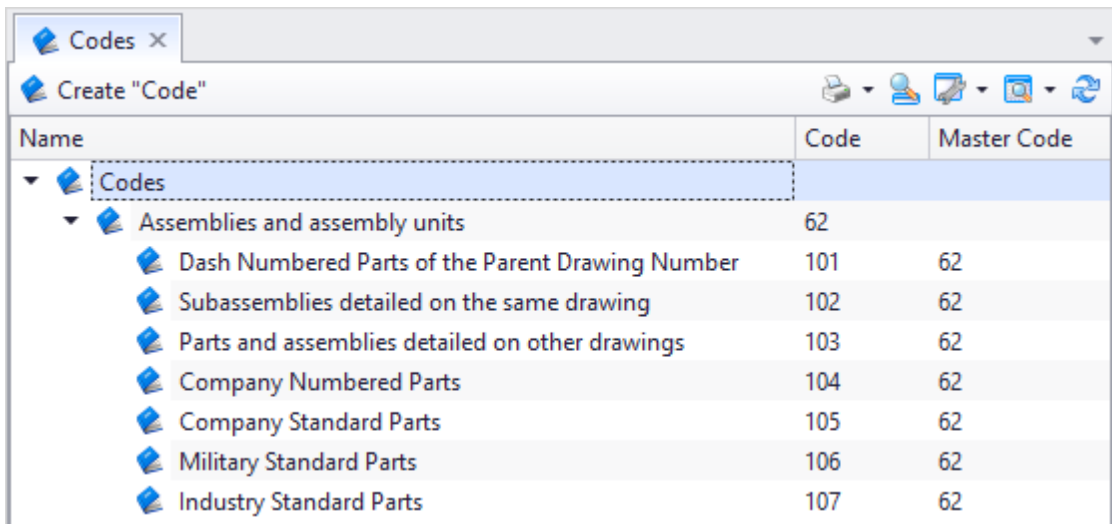 Codes
Create "Code"
Name Code Master Code
Codes
Assemblies and assembly units 62
Dash Numbered Parts of the Parent Drawing Number 101 62
Subassemblies detailed on the same drawing 102 62
Parts and assemblies detailed on other drawings 103 62
Company Numbered Parts 104 62
Company Standard Parts 105 62
Military Standard Parts 106 62
Industry Standard Parts 107 62